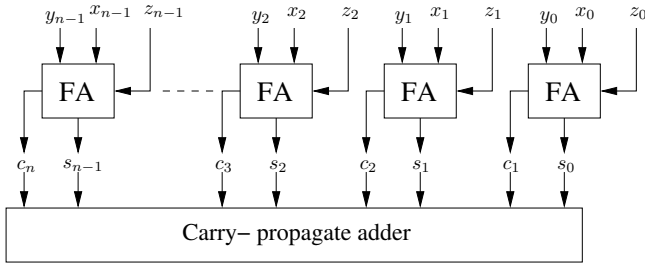 y_{n-1} x_{n-1} z_{n-1} y_2 x_2 z_2 y_1 x_1 z_1 y_0 x_0 z_0
FA FA FA FA
c_n s_{n-1} c_3 s_2 c_2 s_1 c_1 s_0
Carry- propagate adder